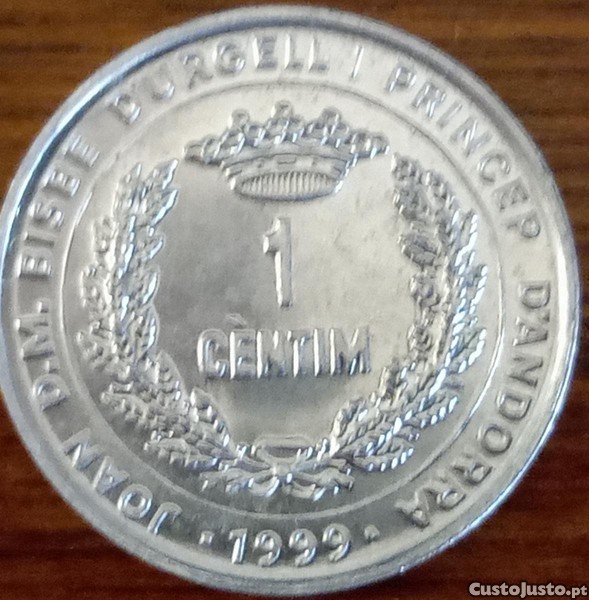 JOAN D.M. BISBE D'URGELL I PRINCEP D'ANDORRA
1
CÈNTIM
· 1999 ·
CustoJusto.pt